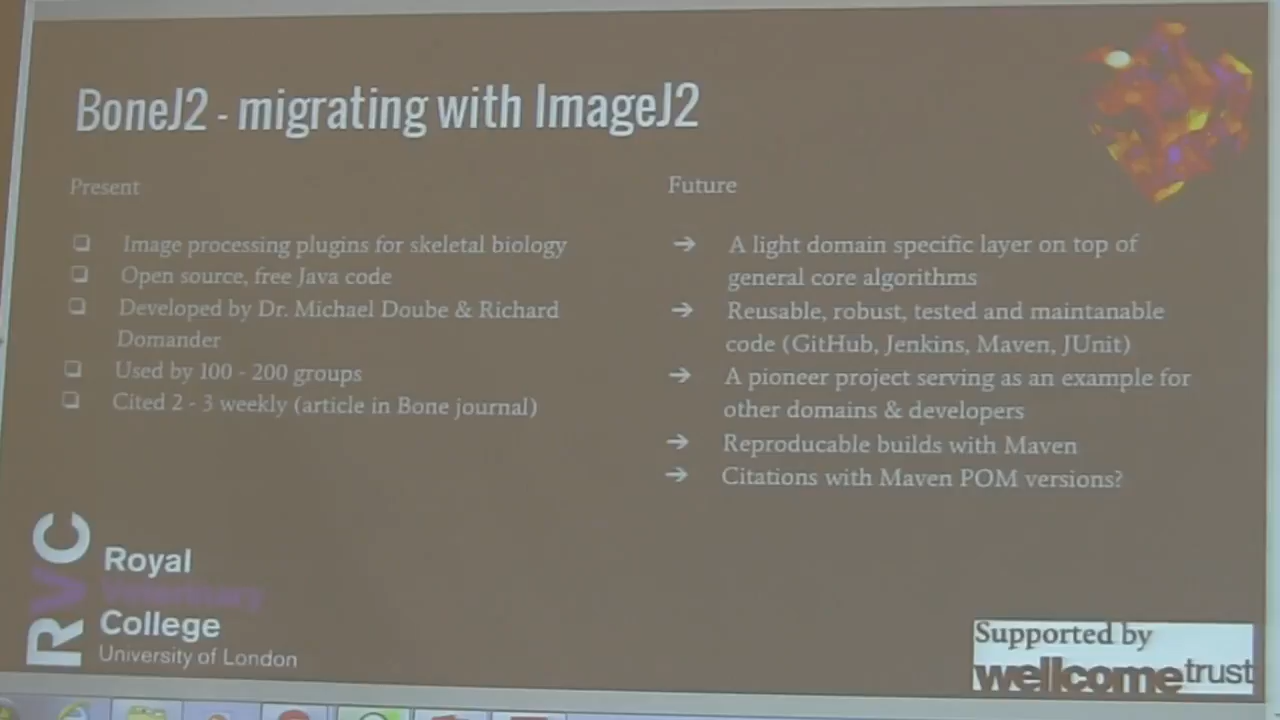 BoneJ2 - migrating with ImageJ2
Present
Image processing plugins for skeletal biology
Open source, free Java code
Developed by Dr. Michael Doube & Richard
Domander
Used by 100 - 200 groups
Cited 2 - 3 weekly (article in Bone journal)
Future
A light domain specific layer on top of
general core algorithms
Reusable, robust, tested and maintanable
code (GitHub, Jenkins, Maven, JUnit)
A pioneer project serving as an example for
other domains & developers
Reproducable builds with Maven
Citations with Maven POM versions?
RVC
Royal
Veterinary
College
University of London
Supported by
wellcometrust